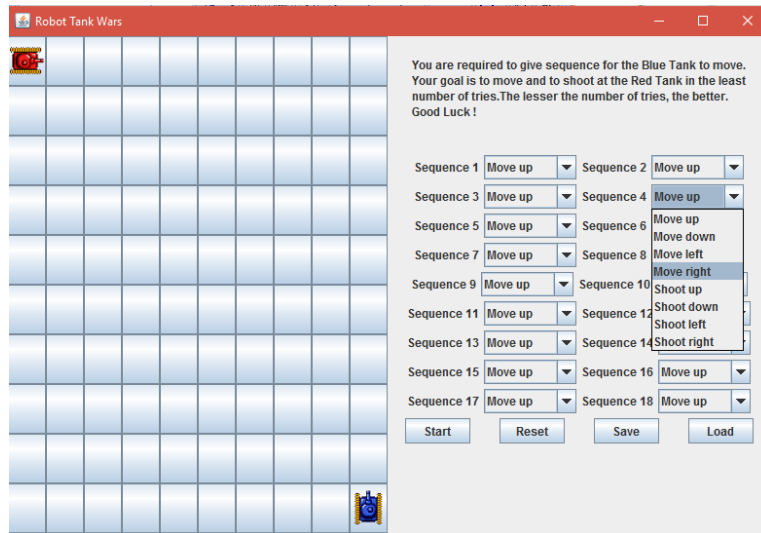 Robot Tank Wars
You are required to give sequence for the Blue Tank to move.
Your goal is to move and to shoot at the Red Tank in the least
number of tries.The lesser the number of tries, the better.
Good Luck !
Sequence 1 Move up Sequence 2 Move up
Sequence 3 Move up Sequence 4 Move up
Sequence 5 Move up Sequence 6
Sequence 7 Move up Sequence 8
Sequence 9 Move up Sequence 10
Sequence 11 Move up Sequence 12
Sequence 13 Move up Sequence 14
Sequence 15 Move up Sequence 16 Move up
Sequence 17 Move up Sequence 18 Move up
Move up
Move down
Move left
Move right
Shoot up
Shoot down
Shoot left
Shoot right
Start Reset Save Load